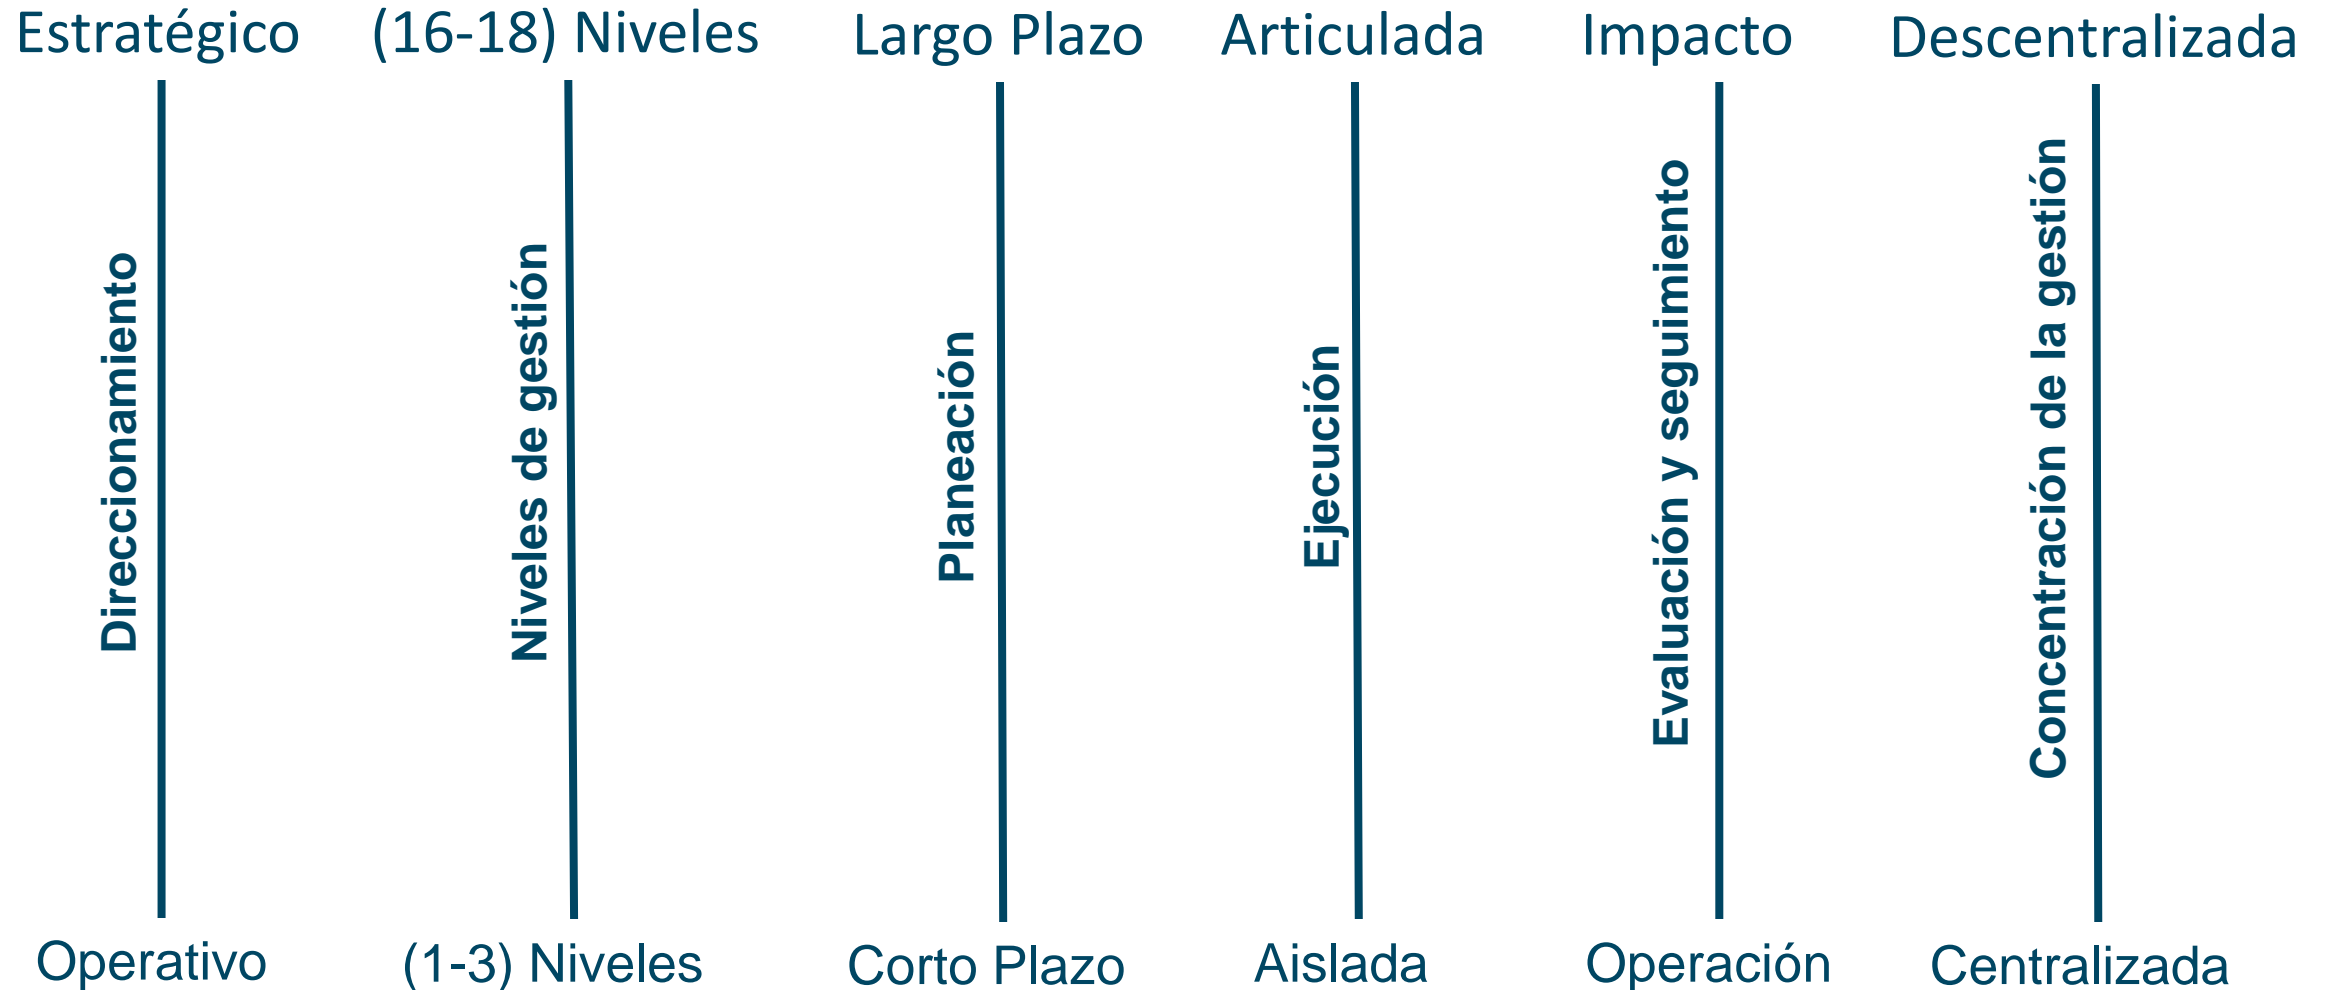 Estratégico
(16-18) Niveles
Largo Plazo
Articulada
Impacto
Descentralizada
Direccionamiento
Niveles de gestión
Planeación
Ejecución
Evaluación y seguimiento
Concentración de la gestión
Operativo
(1-3) Niveles
Corto Plazo
Aislada
Operación
Centralizada